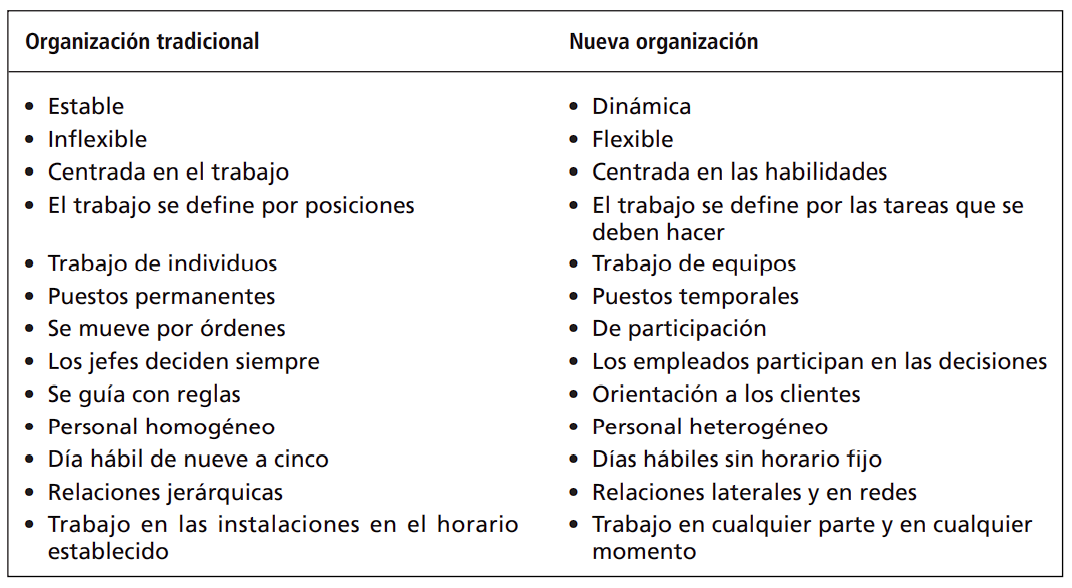 Organización tradicional
Nueva organización
• Estable
• Dinámica
• Inflexible
• Flexible
• Centrada en el trabajo
• Centrada en las habilidades
• El trabajo se define por posiciones
• El trabajo se define por las tareas que se
deben hacer
• Trabajo de individuos
• Trabajo de equipos
• Puestos permanentes
• Puestos temporales
• Se mueve por órdenes
• De participación
• Los jefes deciden siempre
• Los empleados participan en las decisiones
• Se guía con reglas
• Orientación a los clientes
• Personal homogéneo
• Personal heterogéneo
• Día hábil de nueve a cinco
• Días hábiles sin horario fijo
• Relaciones jerárquicas
• Relaciones laterales y en redes
• Trabajo en las instalaciones en el horario
establecido
• Trabajo en cualquier parte y en cualquier
momento